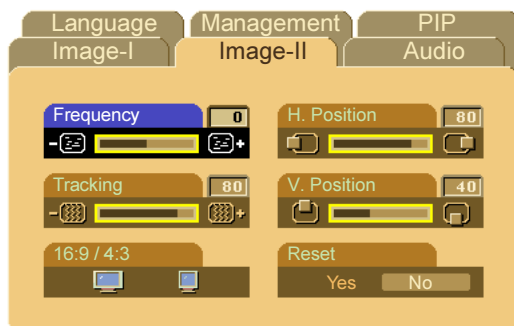 Language Management PIP
Image-I Image-II Audio
Frequency 0
H. Position 80
- +
Tracking 80
V. Position 40
- +
16:9 / 4:3
Reset
Yes No